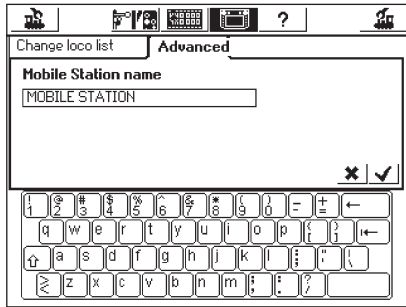 ?
Change loco list Advanced
Mobile Station name
MOBILE STATION
! 1 @ 2 # 3 $ 4 % 5 ^ 6 & 7 * 8 ( 9 ) 0 - + = ←
q w e r t y u i o p { [ } ]
a s d f g h j k l : " ' \
z x c v b n m ; : ? /